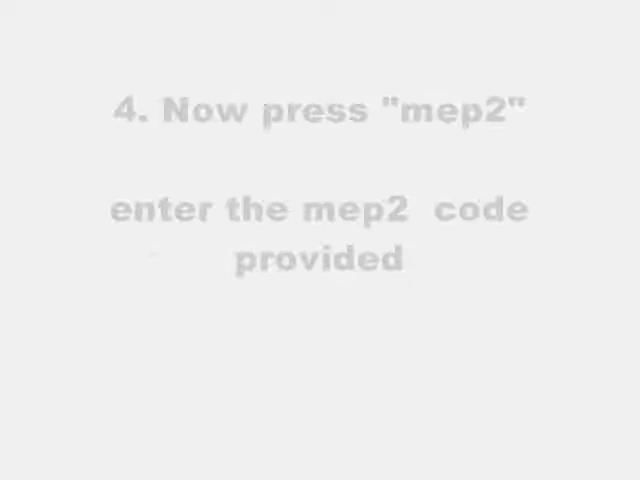 4. Now press "mep2"
enter the mep2 code
provided